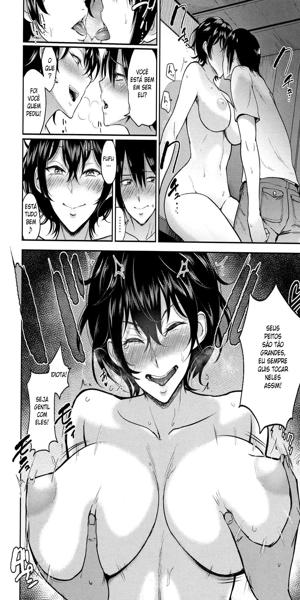 VOCÊ
ESTÁ BEM
EM SER
EU?
O
QUE?
FOI
VOCÊ
QUEM
PEDIU!
FUFU
ESTÁ
TUDO
BEM
♪
SEUS
PEITOS
SÃO TÃO
GRANDES,
EU SEMPRE
QUIS TOCAR
NELES
ASSIM!
IDIOTA!
SEJA
GENTIL
COM
ELES!